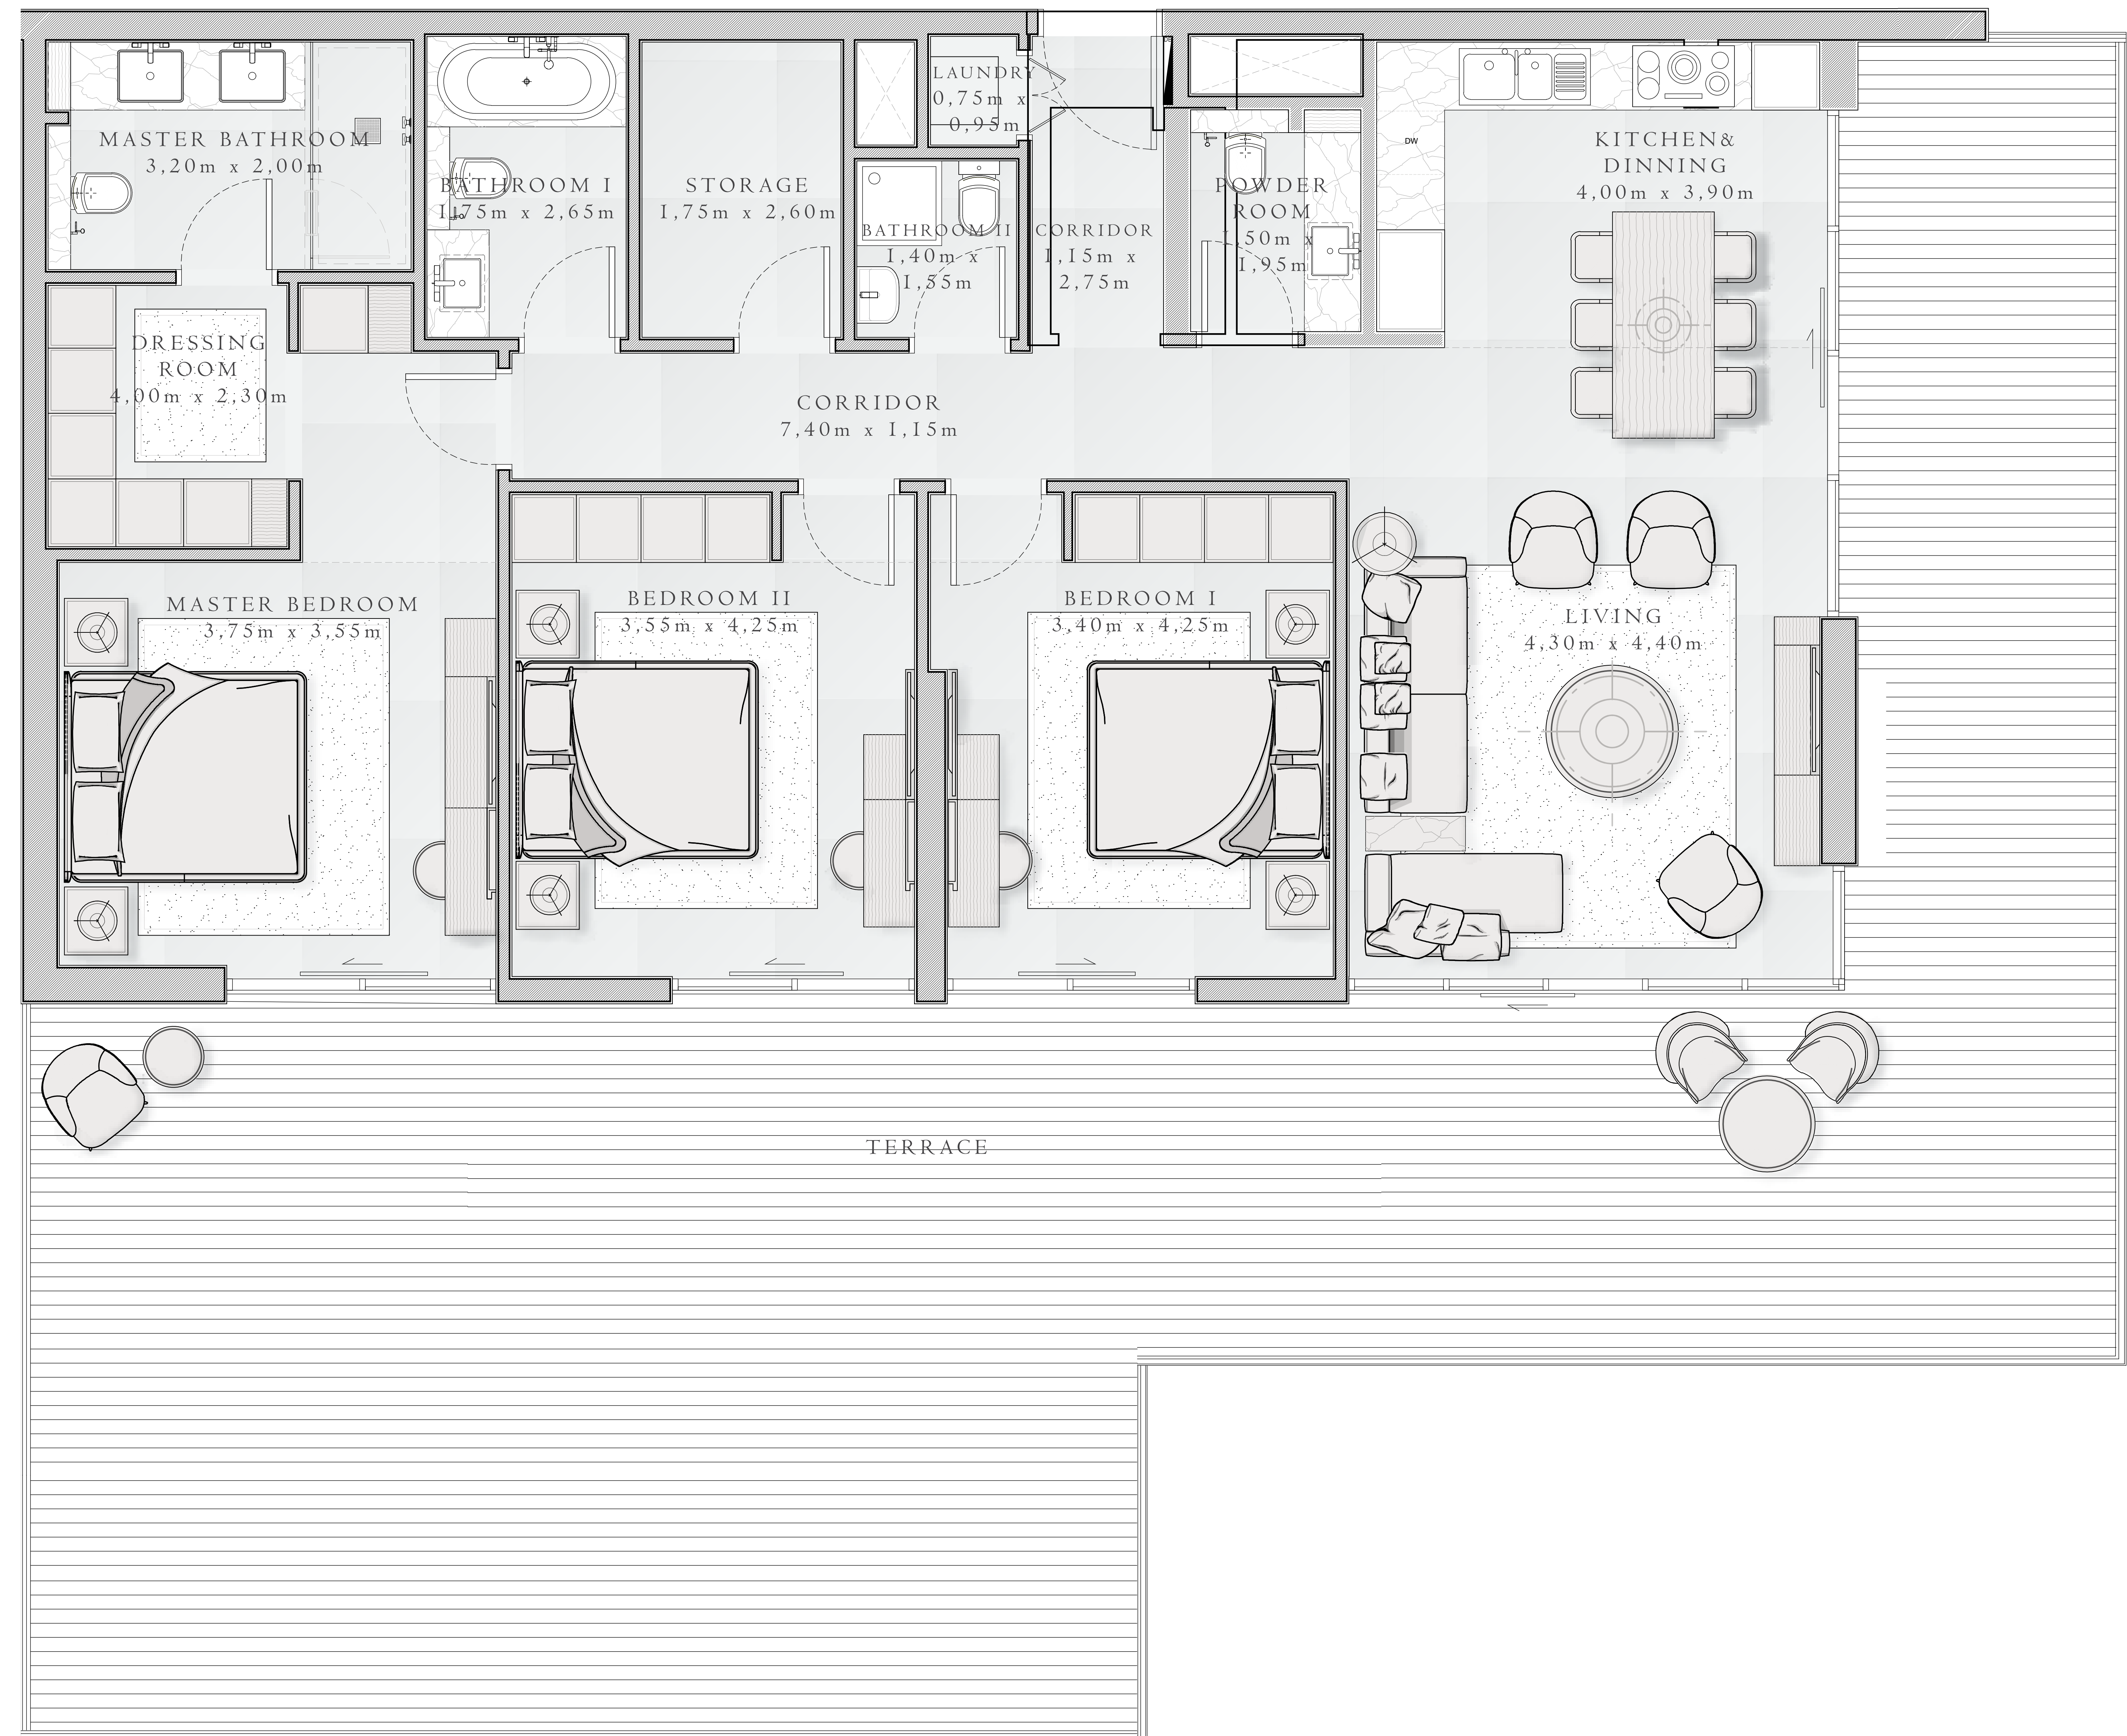 MASTER BATHROOM
3,20m x 2,00m
BATHROOM I
1,75m x 2,65m
STORAGE
1,75m x 2,60m
LAUNDRY
0,75m x
0,95m
BATHROOM II
1,40m x
1,55m
CORRIDOR
1,15m x
2,75m
POWDER
ROOM
1,50m x
1,95m
DW
KITCHEN&
DINNING
4,00m x 3,90m
DRESSING
ROOM
4,00m x 2,30m
CORRIDOR
7,40m x 1,15m
MASTER BEDROOM
3,75m x 3,55m
BEDROOM II
3,55m x 4,25m
BEDROOM I
3,40m x 4,25m
LIVING
4,30m x 4,40m
TERRACE